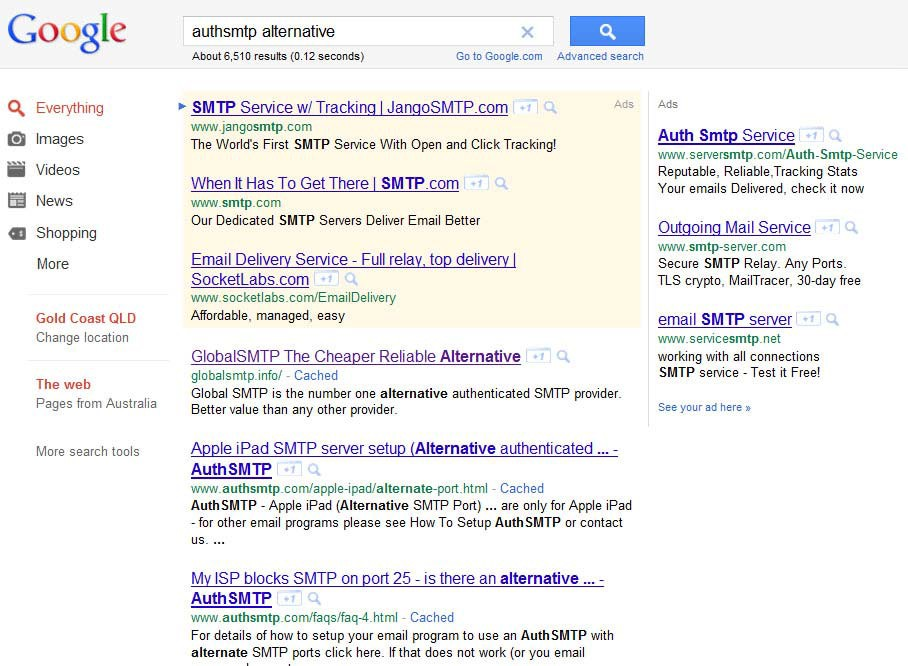 Google
authsmtp alternative
About 6,510 results (0.12 seconds)
Go to Google.com
Advanced search
Everything
Images
Videos
News
Shopping
More
Gold Coast QLD
Change location
The web
Pages from Australia
More search tools
SMTP Service w/ Tracking | JangoSMTP.com +1
Ads
www.jangosmtp.com
The World's First SMTP Service With Open and Click Tracking!
When It Has To Get There | SMTP.com +1
www.smtp.com
Our Dedicated SMTP Servers Deliver Email Better
Email Delivery Service - Full relay, top delivery |
SocketLabs.com +1
www.socketlabs.com/EmailDelivery
Affordable, managed, easy
GlobalSMTP The Cheaper Reliable Alternative +1
globalsmtp.info/ - Cached
Global SMTP is the number one alternative authenticated SMTP provider.
Better value than any other provider.
Apple iPad SMTP server setup (Alternative authenticated ... -
AuthSMTP +1
www.authsmtp.com/apple-ipad/alternate-port.html - Cached
AuthSMTP - Apple iPad (Alternative SMTP Port) ... are only for Apple iPad
- for other email programs please see How To Setup AuthSMTP or contact
us. ...
My ISP blocks SMTP on port 25 - is there an alternative ... -
AuthSMTP +1
www.authsmtp.com/faqs/faq-4.html - Cached
For details of how to setup your email program to use an AuthSMTP with
alternate SMTP ports click here. If that does not work (or you email
Ads
Auth Smtp Service +1
www.serversmtp.com/Auth-Smtp-Service
Reputable, Reliable,Tracking Stats
Your emails Delivered, check it now
Outgoing Mail Service +1
www.smtp-server.com
Secure SMTP Relay. Any Ports.
TLS crypto, MailTracer, 30-day free
email SMTP server +1
www.servicesmtp.net
working with all connections
SMTP service - Test it Free!
See your ad here »